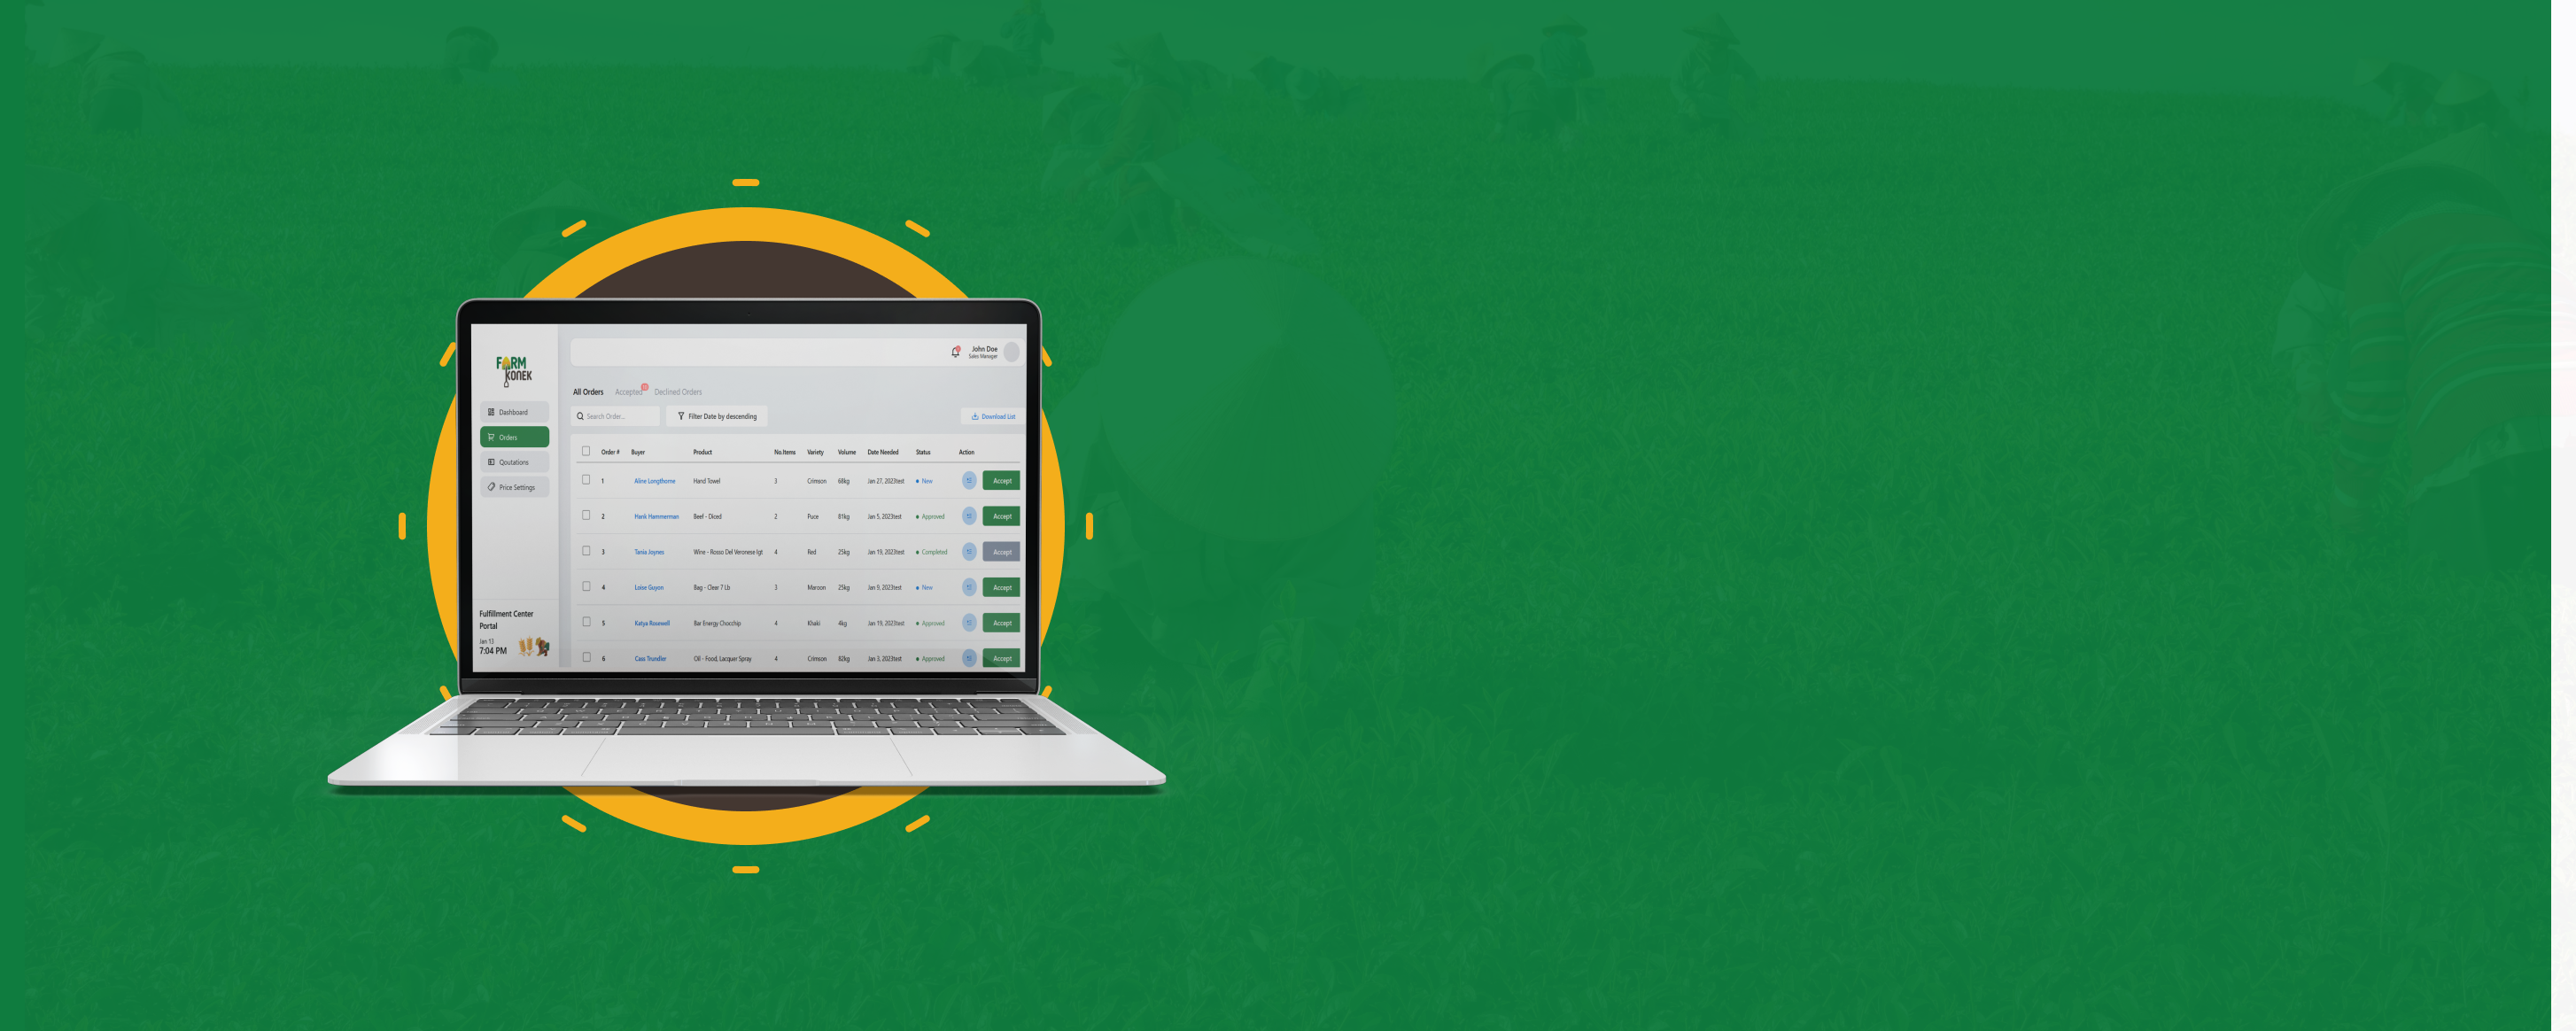 FARM
KONEK
Dashboard
Orders
Qoutations
Price Settings
Fulfillment Center
Portal
Jan 13
7:04 PM
John Doe
Sales Manager
All Orders Accepted Declined Orders
Search Order... Filter Date by descending Download List
Order # Buyer Product No.Items Variety Volume Date Needed Status Action
1 Aline Longthorne Hand Towel 3 Crimson 68kg Jan 27, 2023test New Accept
2 Hank Hammerman Beef - Diced 2 Puce 81kg Jan 5, 2023test Approved Accept
3 Tania Joynes Wine - Rosso Del Veronese Igt 4 Red 25kg Jan 19, 2023test Completed Accept
4 Loise Guyon Bag - Clear 7 Lb 3 Maroon 25kg Jan 9, 2023test New Accept
5 Katya Rosewell Bar Energy Chocchip 4 Khaki 4kg Jan 19, 2023test Approved Accept
6 Cass Trundler Oil - Food, Lacquer Spray 4 Crimson 82kg Jan 3, 2023test Approved Accept